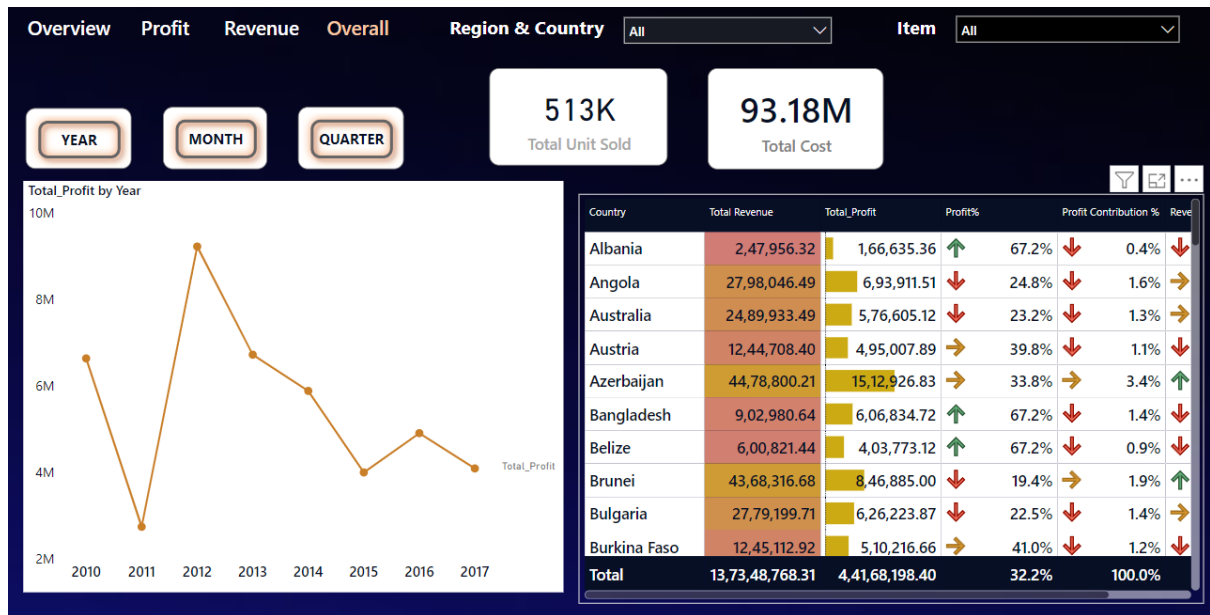 Overview Profit Revenue Overall Region & Country All Item All
513K
Total Unit Sold
93.18M
Total Cost
YEAR MONTH QUARTER
Total_Profit by Year
10M
8M
6M
4M
2M
Total_Profit
2010 2011 2012 2013 2014 2015 2016 2017
Country Total Revenue Total_Profit Profit% Profit Contribution % Reve
Albania 2,47,956.32 1,66,635.36 67.2% 0.4%
Angola 27,98,046.49 6,93,911.51 24.8% 1.6%
Australia 24,89,933.49 5,76,605.12 23.2% 1.3%
Austria 12,44,708.40 4,95,007.89 39.8% 1.1%
Azerbaijan 44,78,800.21 15,12,926.83 33.8% 3.4%
Bangladesh 9,02,980.64 6,06,834.72 67.2% 1.4%
Belize 6,00,821.44 4,03,773.12 67.2% 0.9%
Brunei 43,68,316.68 8,46,885.00 19.4% 1.9%
Bulgaria 27,79,199.71 6,26,223.87 22.5% 1.4%
Burkina Faso 12,45,112.92 5,10,216.66 41.0% 1.2%
Total 13,73,48,768.31 4,41,68,198.40 32.2% 100.0%